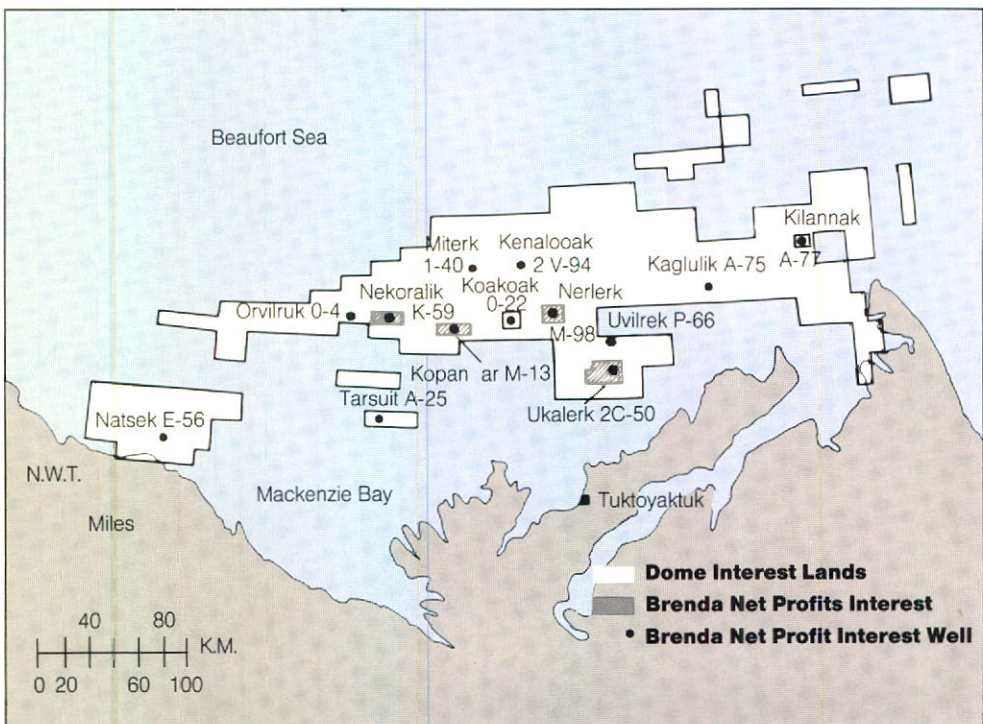 Beaufort Sea
Kilannak
A-77
Miterk
1-40
Kenalooak
2 V-94
Kaglulik A-75
Koakoak
0-22
Nekoralik
K-59
Nerlerk
M-98
Orvilruk 0-4
Uvilrek P-66
Kopan ar M-13
Tarsuit A-25
Ukalerk 2C-50
Natsek E-56
N.W.T.
Mackenzie Bay
Tuktoyaktuk
Miles
Dome Interest Lands
Brenda Net Profits Interest
Brenda Net Profit Interest Well
40 80
K.M.
0 20 60 100